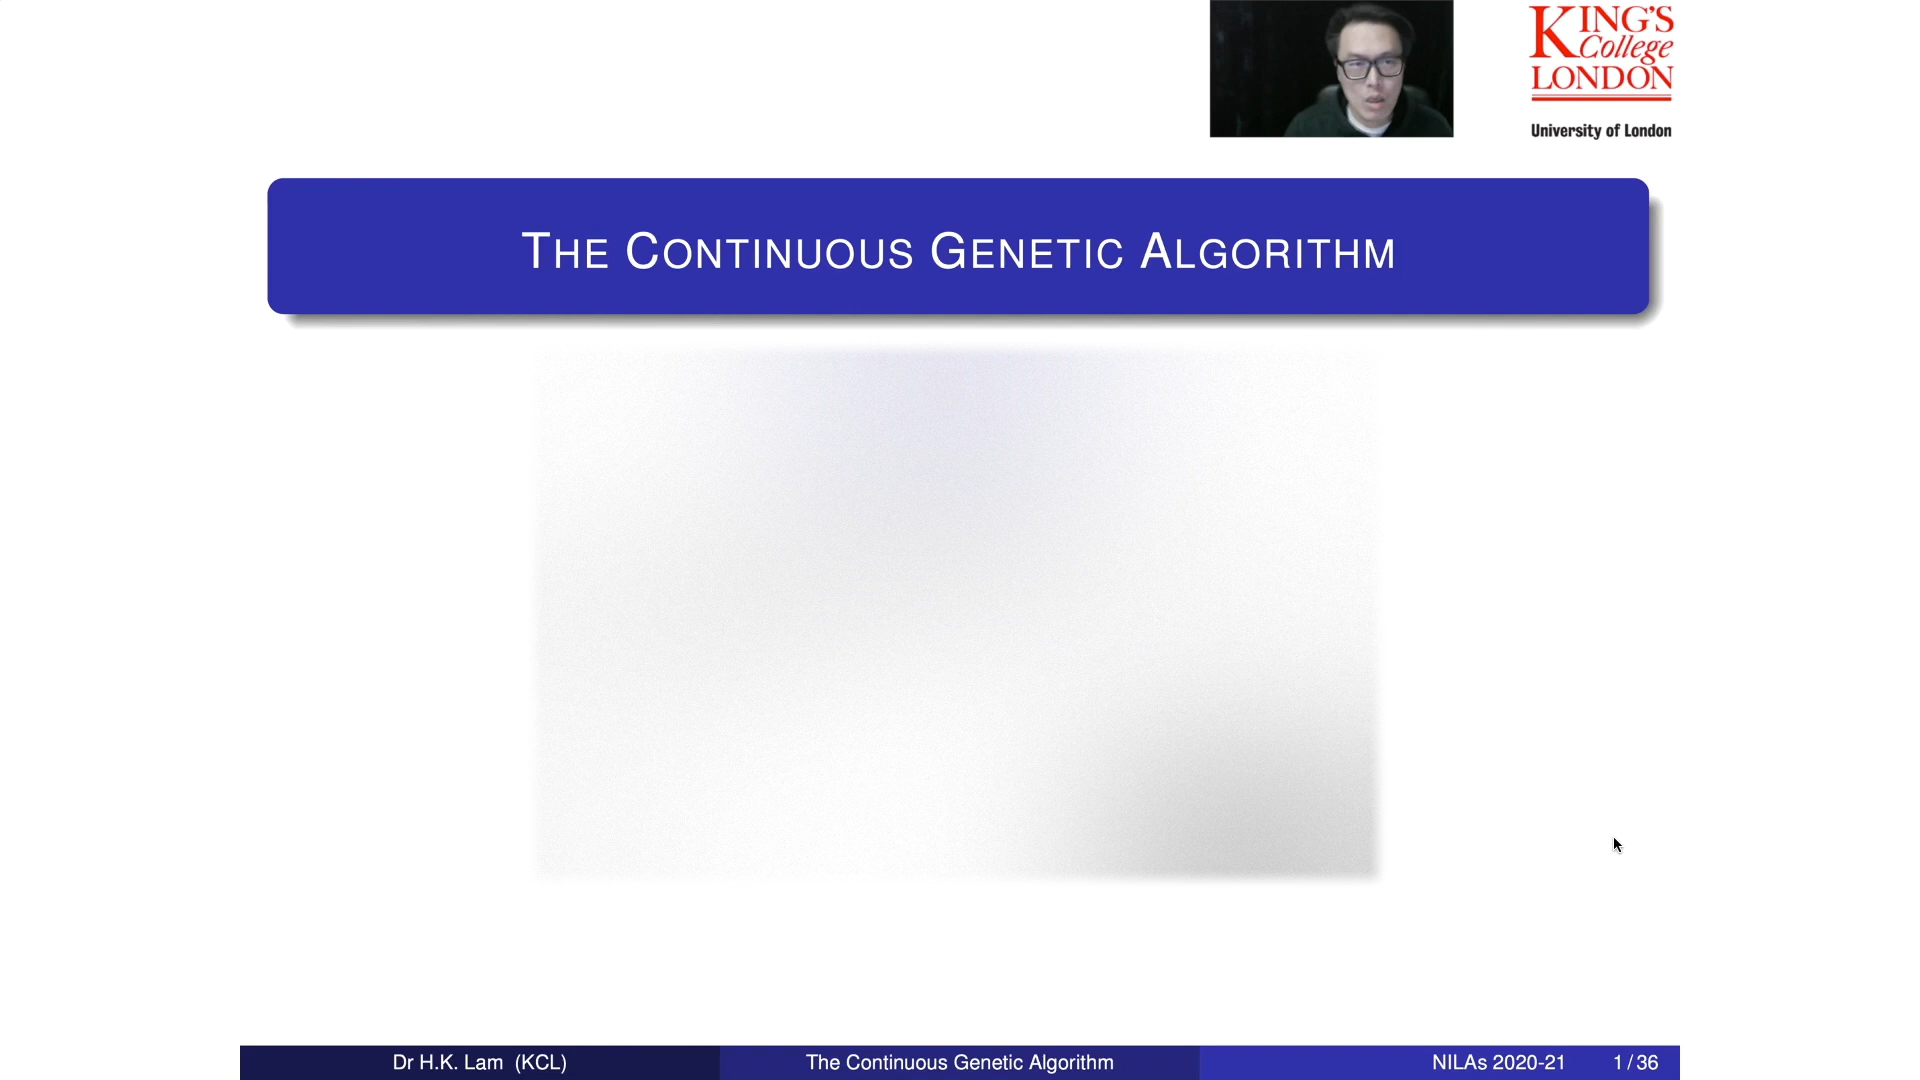 KING'S
College
LONDON
University of London
THE CONTINUOUS GENETIC ALGORITHM
Dr H.K. Lam (KCL)
The Continuous Genetic Algorithm
NILAs 2020-21
1 / 36